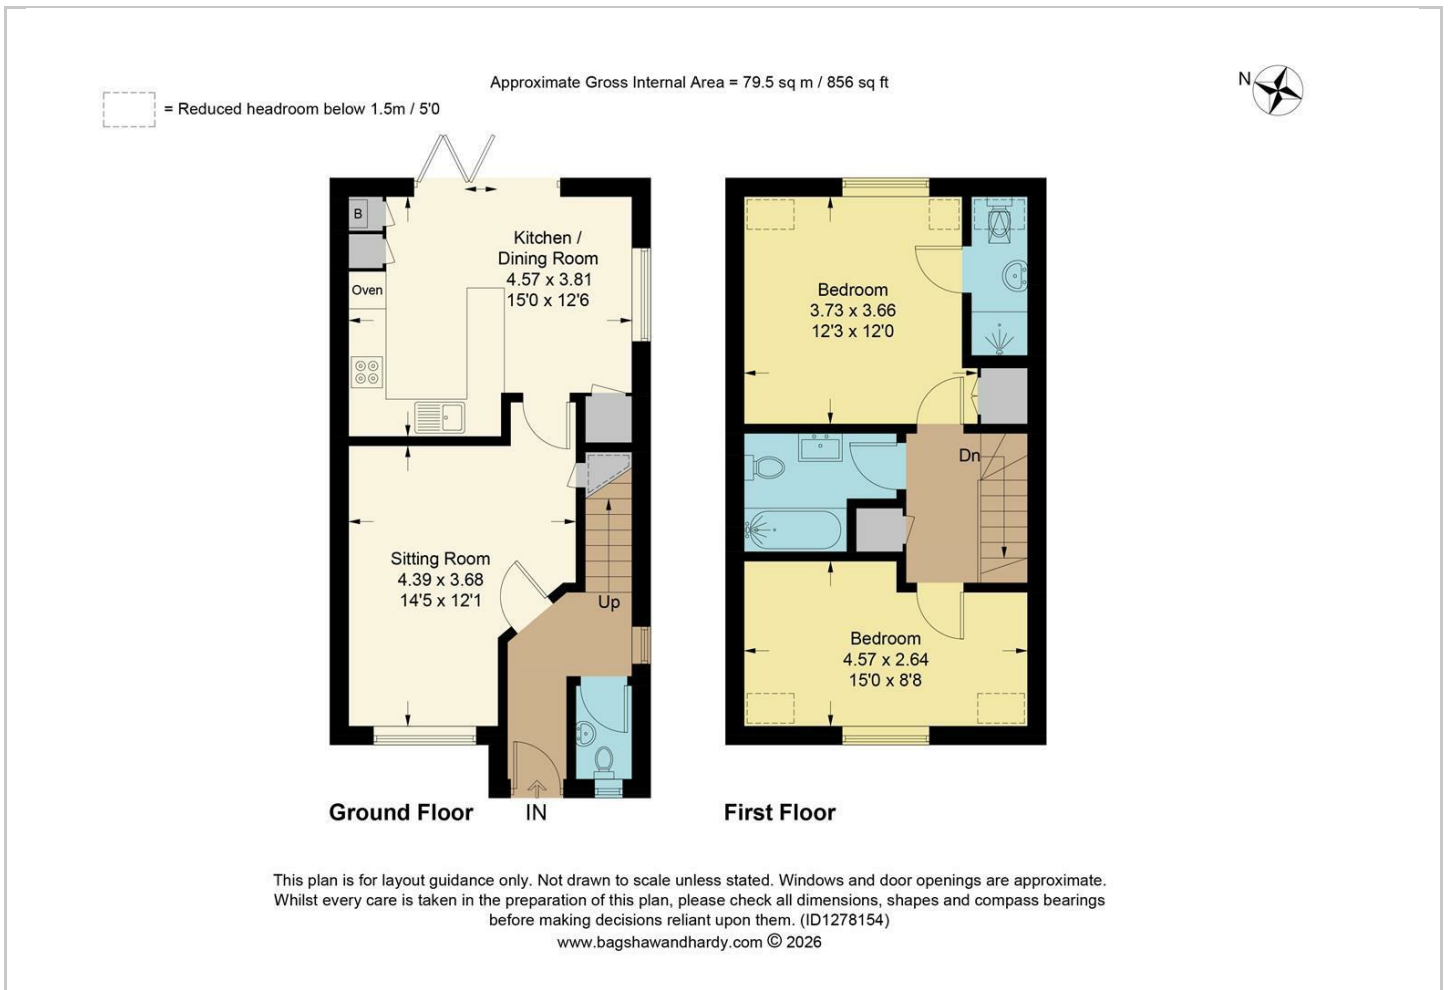 Approximate Gross Internal Area = 79.5 sq m / 856 sq ft
N
= Reduced headroom below 1.5m / 5'0
B
Oven
Kitchen /
Dining Room
4.57 x 3.81
15'0 x 12'6
Sitting Room
4.39 x 3.68
14'5 x 12'1
Up
Ground Floor
IN
Bedroom
3.73 x 3.66
12'3 x 12'0
Dn
Bedroom
4.57 x 2.64
15'0 x 8'8
First Floor
This plan is for layout guidance only. Not drawn to scale unless stated. Windows and door openings are approximate.
Whilst every care is taken in the preparation of this plan, please check all dimensions, shapes and compass bearings
before making decisions reliant upon them. (ID1278154)
www.bagshawandhardy.com © 2026